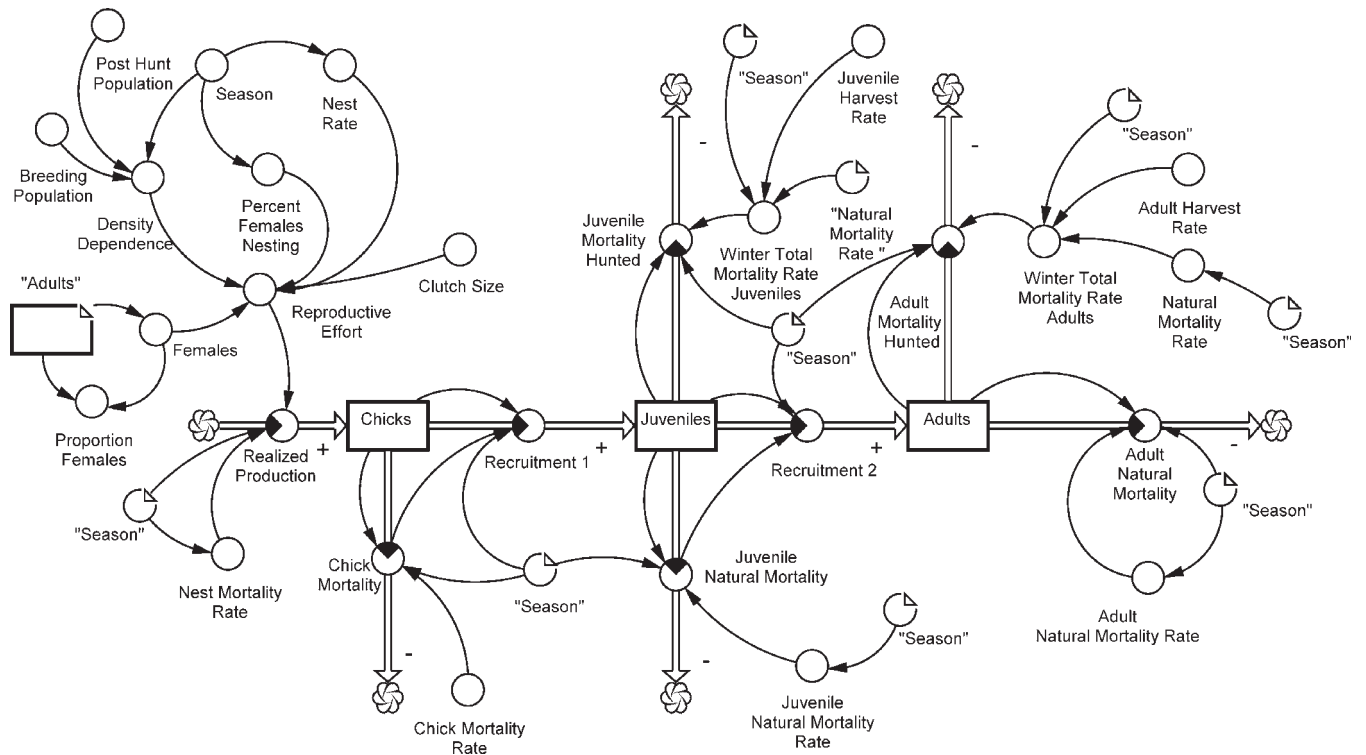 Post Hunt
Population
Season
Nest
Rate
Breeding
Population
Density
Dependence
Percent
Females
Nesting
Clutch Size
"Adults"
Females
Reproductive
Effort
Proportion
Females
Realized
Production
+
Chicks
Recruitment 1
+
Juveniles
Recruitment 2
+
Adults
-
Adult
Natural
Mortality
"Season"
Adult
Natural Mortality Rate
"Season"
Nest Mortality
Rate
Chick
Mortality
-
Chick Mortality
Rate
"Season"
Juvenile
Natural Mortality
-
"Season"
Juvenile
Natural Mortality
Rate
"Season"
Juvenile
Harvest
Rate
-
Juvenile
Mortality
Hunted
Winter Total
Mortality Rate
Juveniles
"Natural
Mortality
Rate "
"Season"
Adult
Mortality
Hunted
-
"Season"
Adult Harvest
Rate
Winter Total
Mortality Rate
Adults
Natural
Mortality
Rate
"Season"